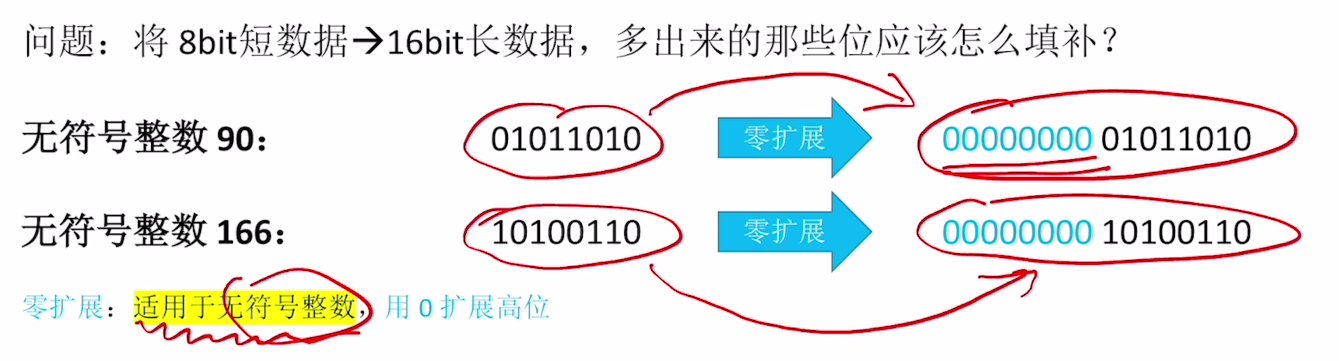 问题：将 8bit短数据→16bit长数据，多出来的那些位应该怎么填补？
无符号整数 90： 01011010 零扩展 00000000 01011010
无符号整数 166： 10100110 零扩展 00000000 10100110
零扩展：适用于无符号整数，用 0 扩展高位